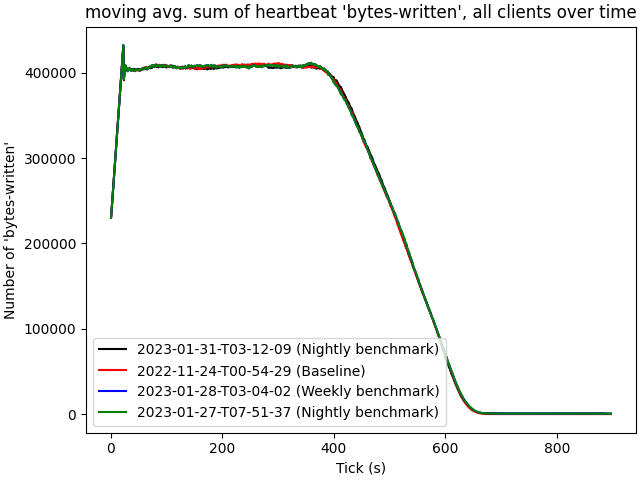 moving avg. sum of heartbeat 'bytes-written', all clients over time
Number of 'bytes-written'
400000
300000
200000
100000
0
2023-01-31-T03-12-09 (Nightly benchmark)
2022-11-24-T00-54-29 (Baseline)
2023-01-28-T03-04-02 (Weekly benchmark)
2023-01-27-T07-51-37 (Nightly benchmark)
0 200 400 600 800
Tick (s)